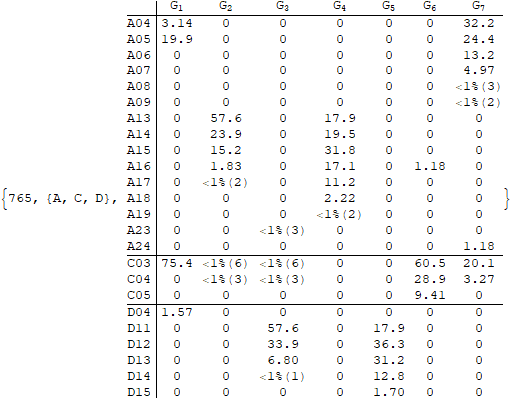 G1 G2 G3 G4 G5 G6 G7
A04 3.14 0 0 0 0 0 32.2
A05 19.9 0 0 0 0 0 24.4
A06 0 0 0 0 0 0 13.2
A07 0 0 0 0 0 0 4.97
A08 0 0 0 0 0 0 <1%(3)
A09 0 0 0 0 0 0 <1%(2)
A13 0 57.6 0 17.9 0 0 0
A14 0 23.9 0 19.5 0 0 0
A15 0 15.2 0 31.8 0 0 0
A16 0 1.83 0 17.1 0 1.18 0
A17 0 <1%(2) 0 11.2 0 0 0
{765, {A, C, D}, A18 0 0 0 2.22 0 0 0 }
A19 0 0 0 <1%(2) 0 0 0
A23 0 0 <1%(3) 0 0 0 0
A24 0 0 0 0 0 0 1.18
C03 75.4 <1%(6) <1%(6) 0 0 60.5 20.1
C04 0 <1%(3) <1%(3) 0 0 28.9 3.27
C05 0 0 0 0 0 9.41 0
D04 1.57 0 0 0 0 0 0
D11 0 0 57.6 0 17.9 0 0
D12 0 0 33.9 0 36.3 0 0
D13 0 0 6.80 0 31.2 0 0
D14 0 0 <1%(1) 0 12.8 0 0
D15 0 0 0 0 1.70 0 0